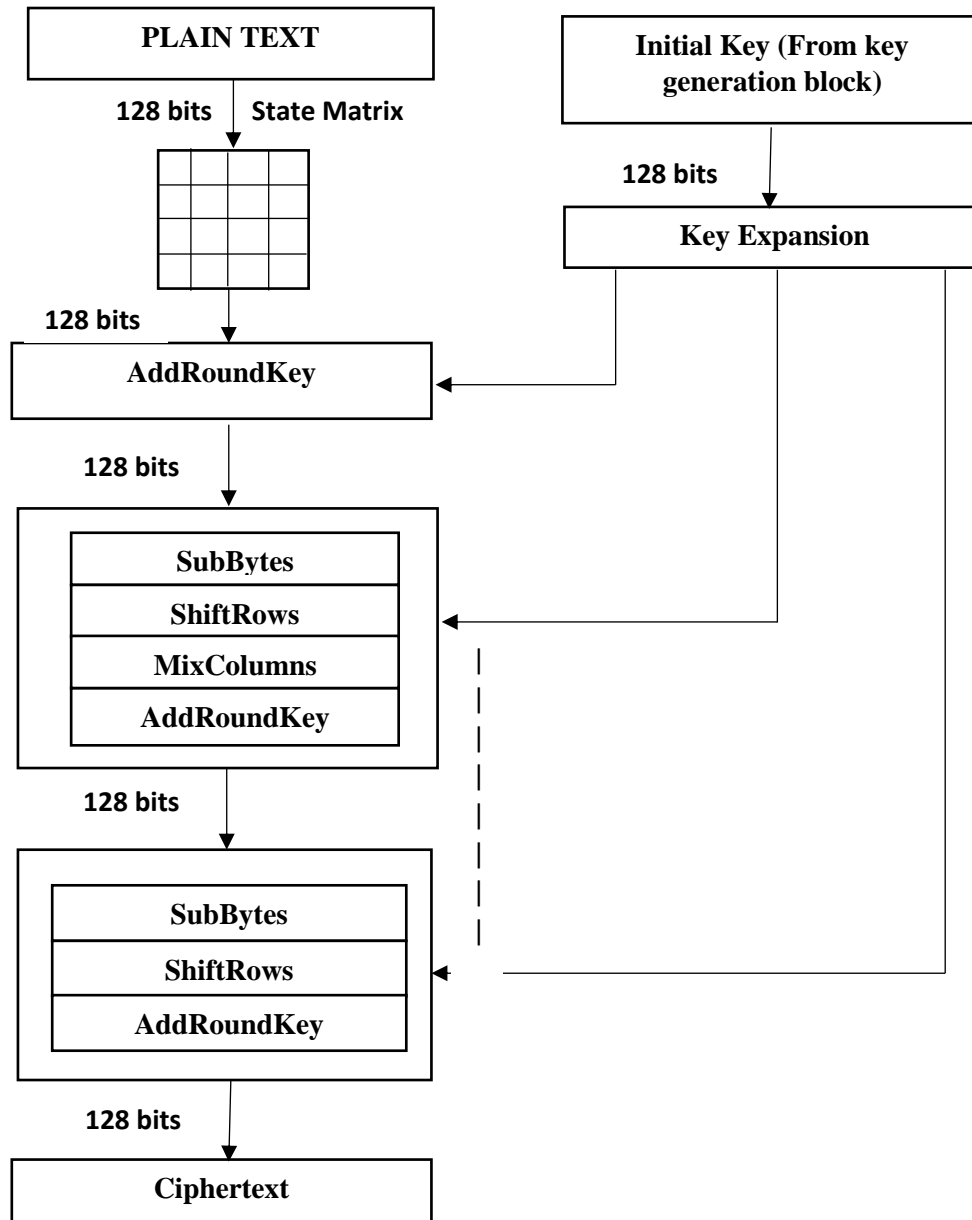 PLAIN TEXT
Initial Key (From key
generation block)
128 bits State Matrix
128 bits
Key Expansion
128 bits
AddRoundKey
128 bits
SubBytes
ShiftRows
MixColumns
AddRoundKey
128 bits
SubBytes
ShiftRows
AddRoundKey
128 bits
Ciphertext